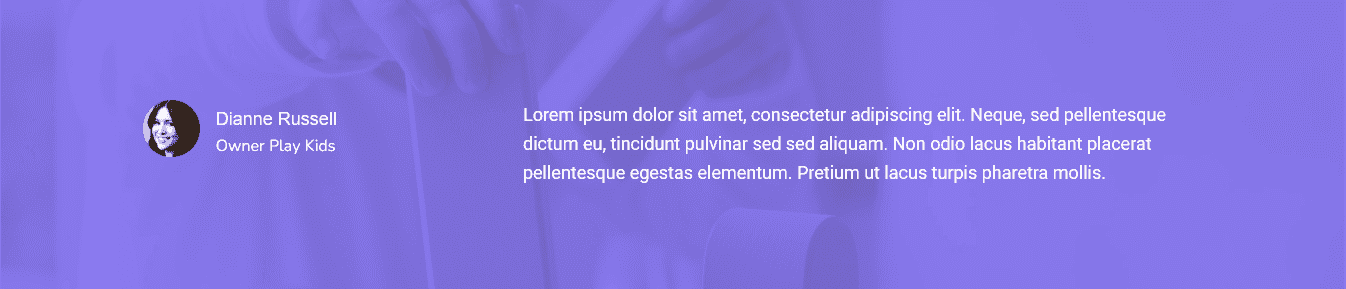 Dianne Russell
Owner Play Kids
Lorem ipsum dolor sit amet, consectetur adipiscing elit. Neque, sed pellentesque
dictum eu, tincidunt pulvinar sed sed aliquam. Non odio lacus habitant placerat
pellentesque egestas elementum. Pretium ut lacus turpis pharetra mollis.